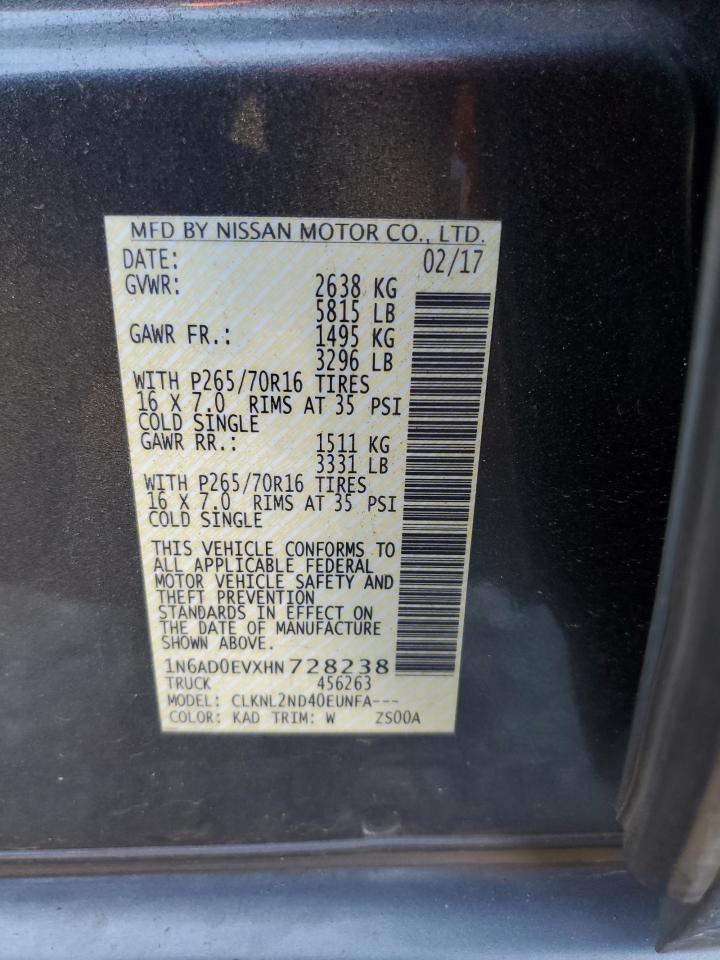 MFD BY NISSAN MOTOR CO., LTD.
DATE: 02/17
GVWR: 2638 KG
5815 LB
GAWR FR.: 1495 KG
3296 LB
WITH P265/70R16 TIRES
16 X 7.0 RIMS AT 35 PSI
COLD SINGLE
GAWR RR.: 1511 KG
3331 LB
WITH P265/70R16 TIRES
16 X 7.0 RIMS AT 35 PSI
COLD SINGLE
THIS VEHICLE CONFORMS TO
ALL APPLICABLE FEDERAL
MOTOR VEHICLE SAFETY AND
THEFT PREVENTION
STANDARDS IN EFFECT ON
THE DATE OF MANUFACTURE
SHOWN ABOVE.
1N6AD0EVXHN728238
TRUCK 456263
MODEL: CLKNL2ND40EUNFA---
COLOR: KAD TRIM: W ZS00A